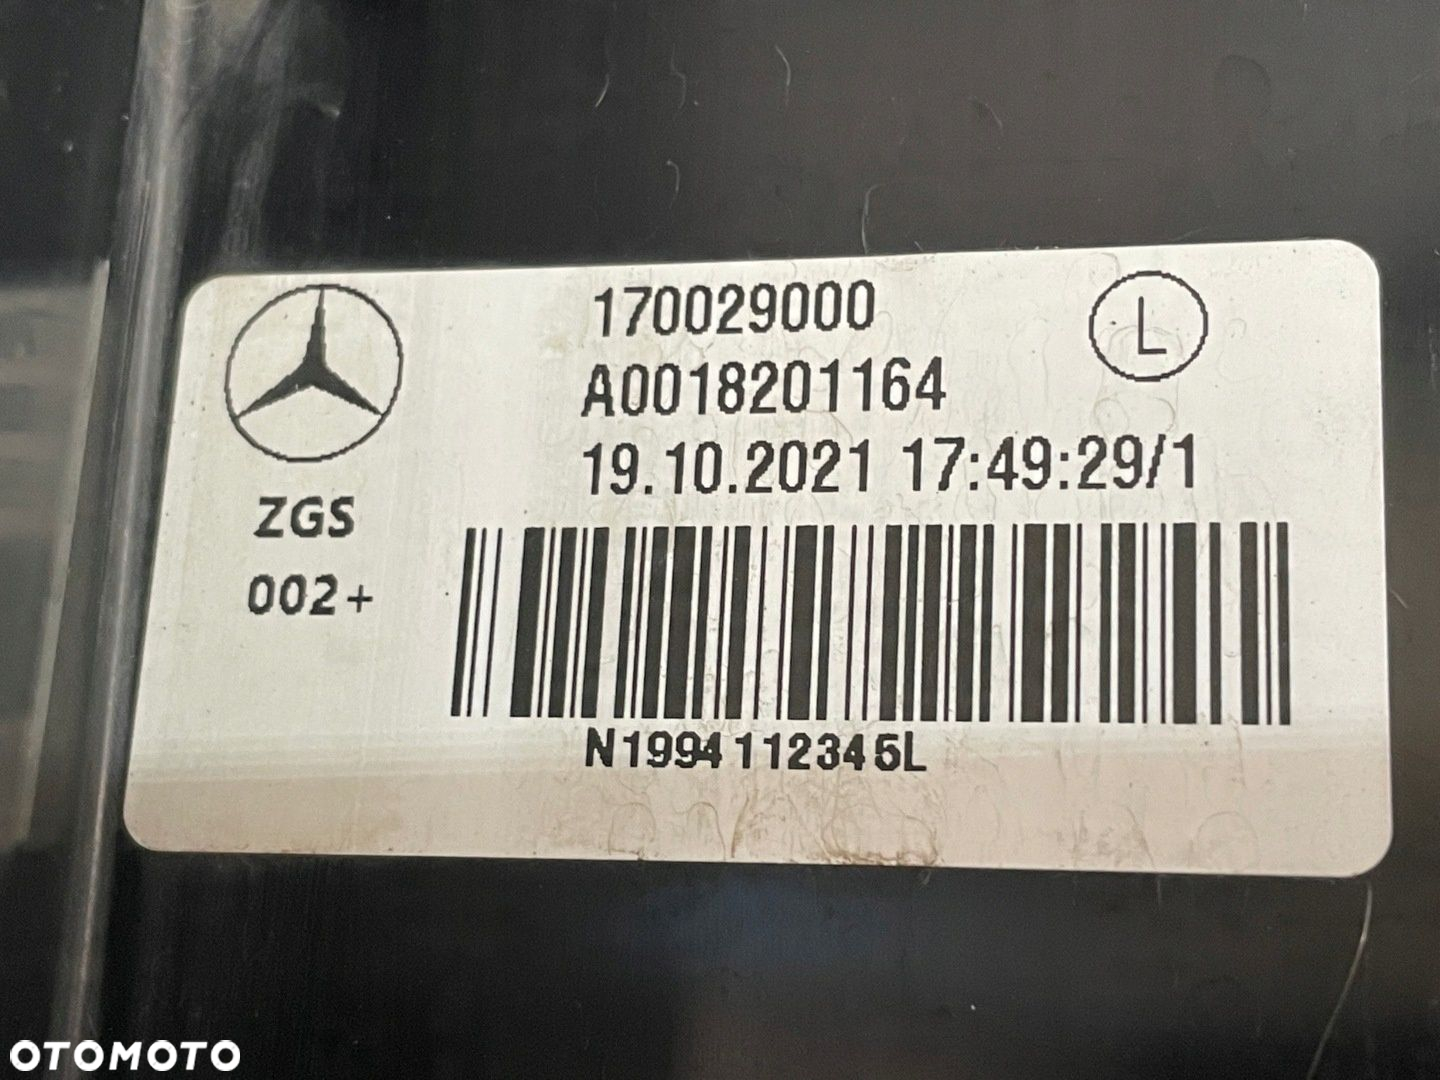 170029000
L
A0018201164
19.10.2021 17:49:29/1
ZGS
002+
N1994112345L
OTOMOTO